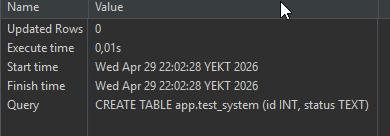 Name Value
Updated Rows 0
Execute time 0,01s
Start time Wed Apr 29 22:02:28 YEKT 2026
Finish time Wed Apr 29 22:02:28 YEKT 2026
Query CREATE TABLE app.test_system (id INT, status TEXT)